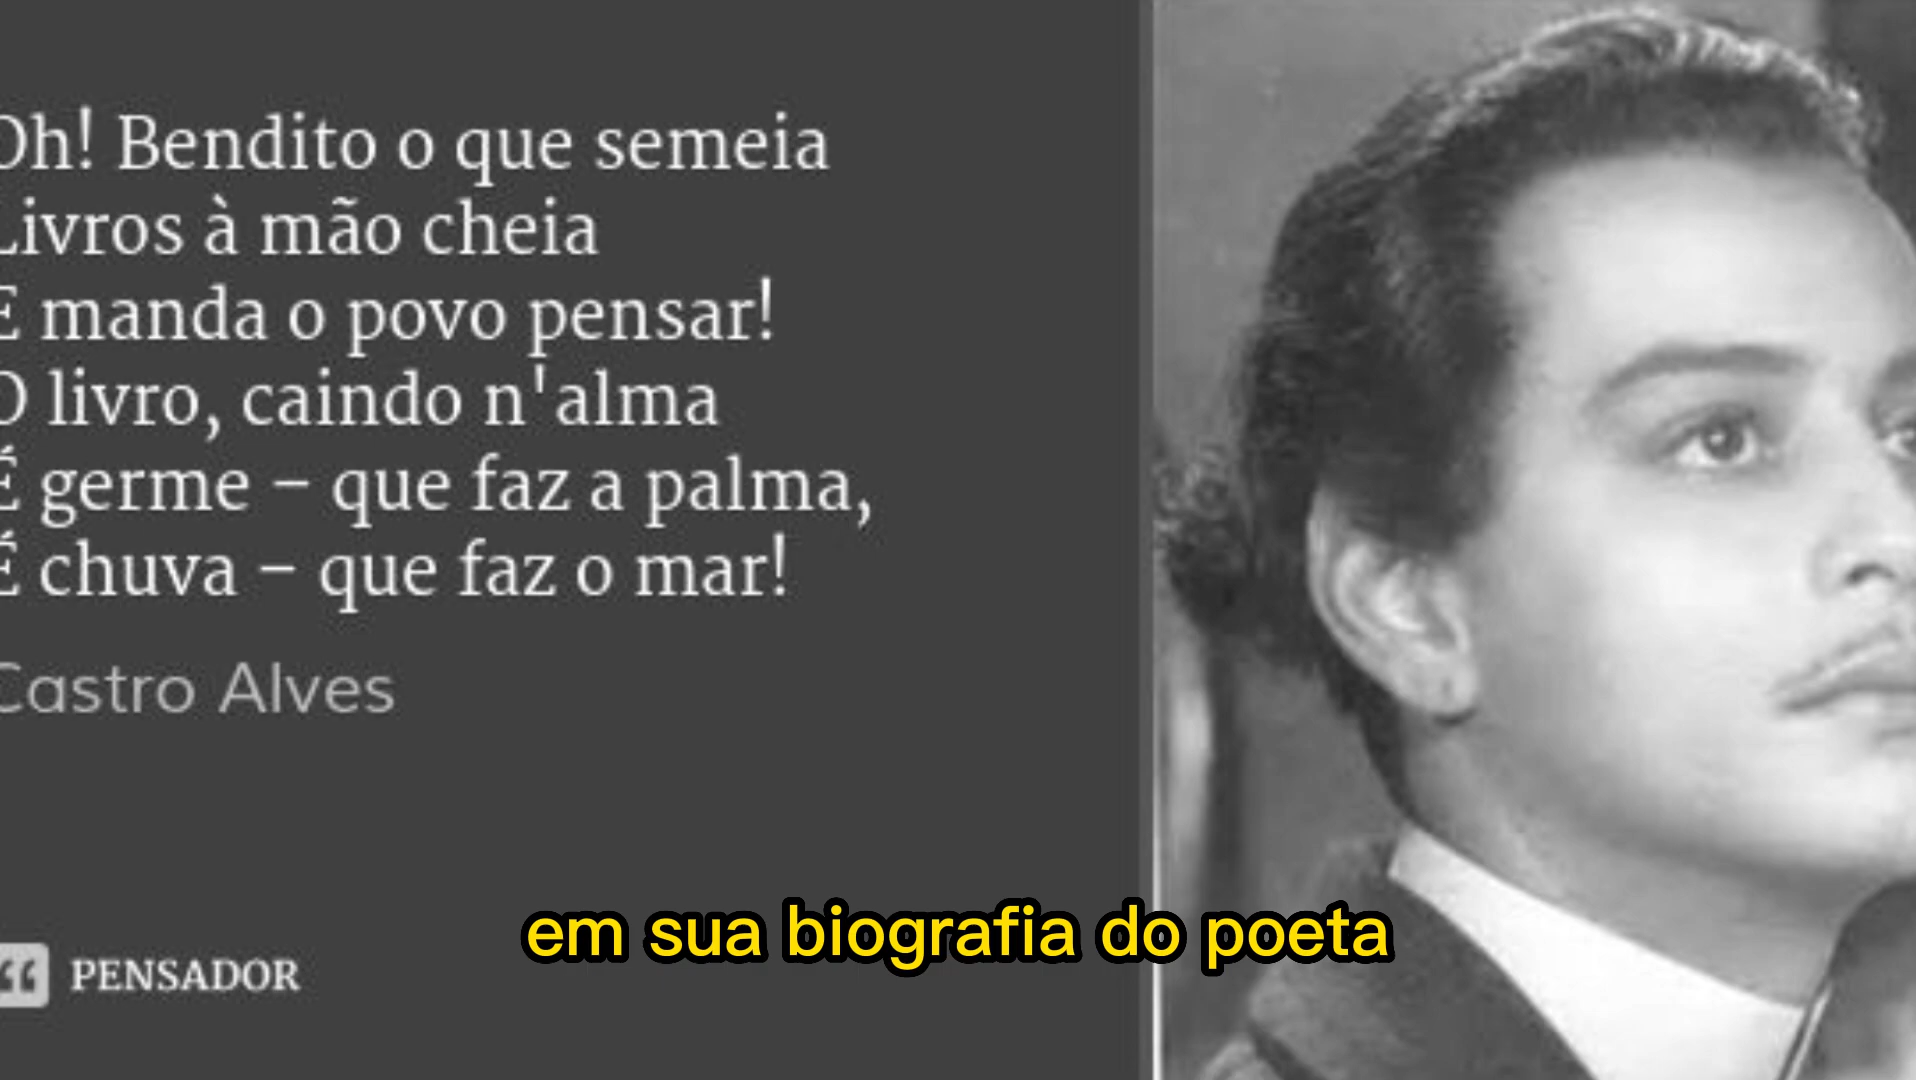 Oh! Bendito o que semeia
Livros à mão cheia
E manda o povo pensar!
O livro, caindo n'alma
É germe – que faz a palma,
É chuva – que faz o mar!
Castro Alves
PENSADOR
em sua biografia do poeta